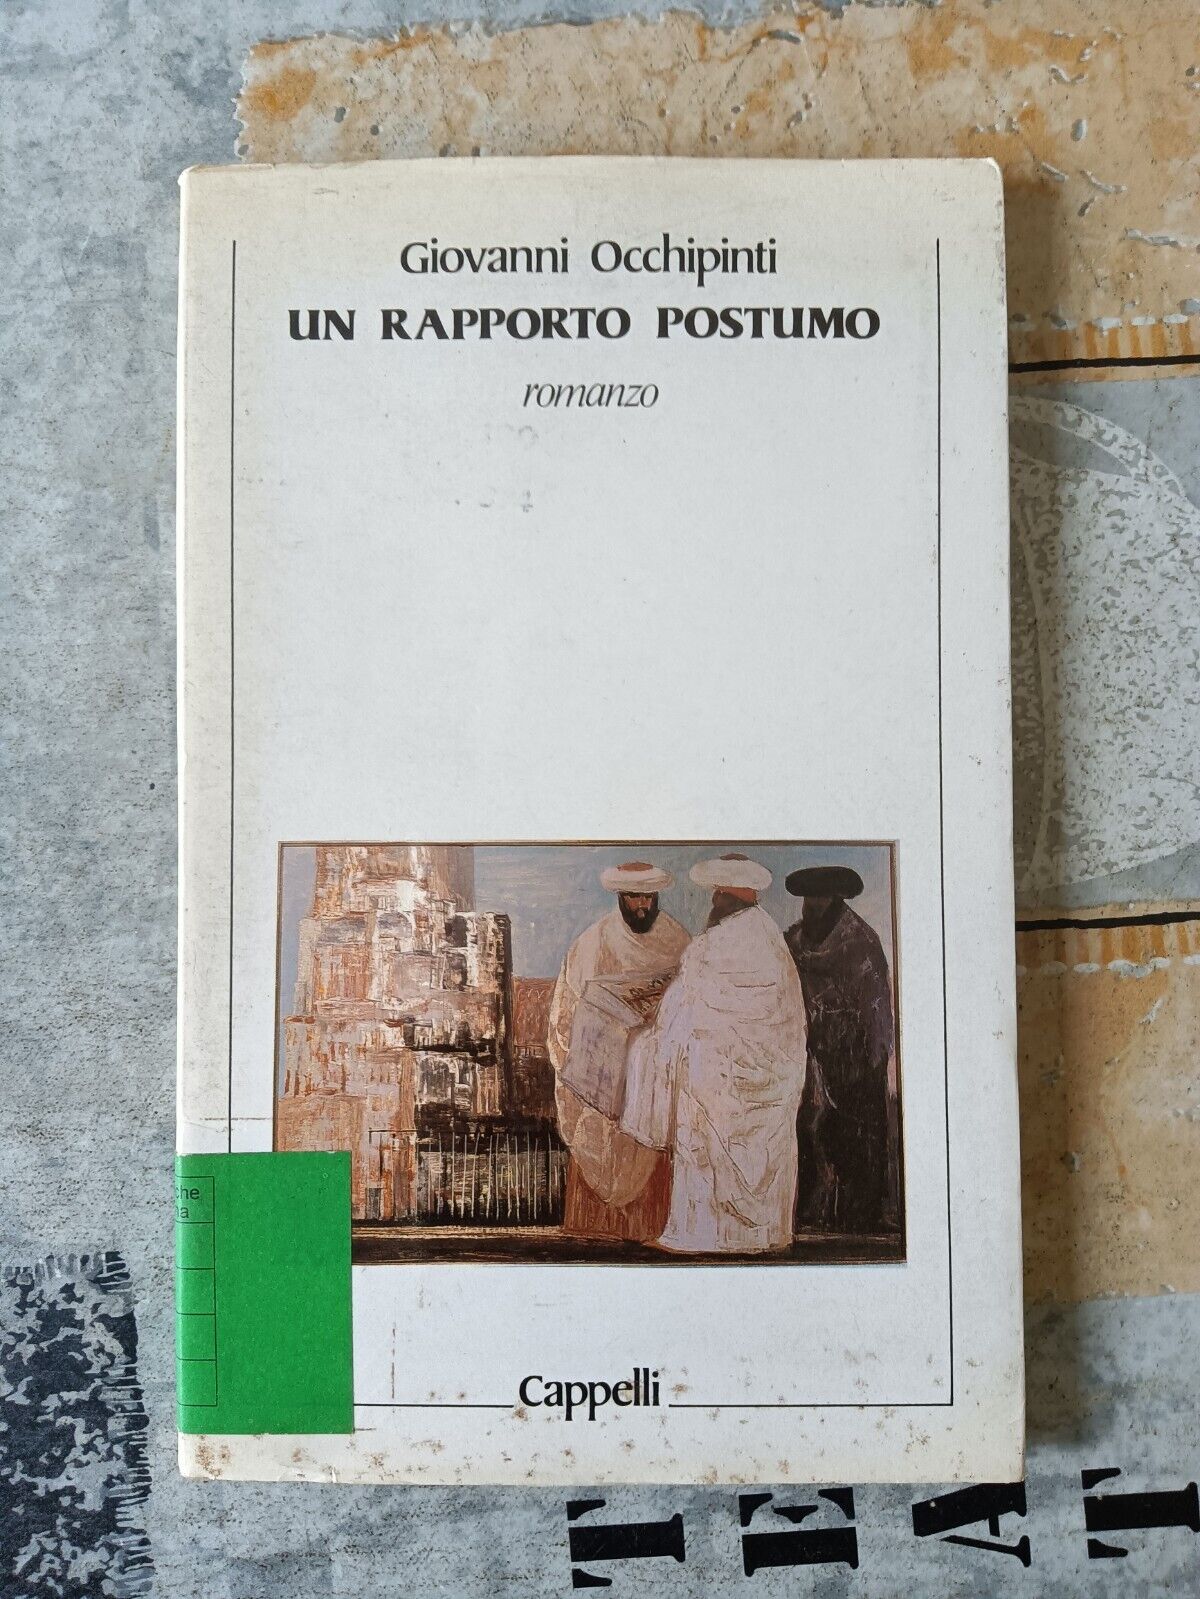 Giovanni Occhipinti
UN RAPPORTO POSTUMO
romanzo
Cappelli
T E A T